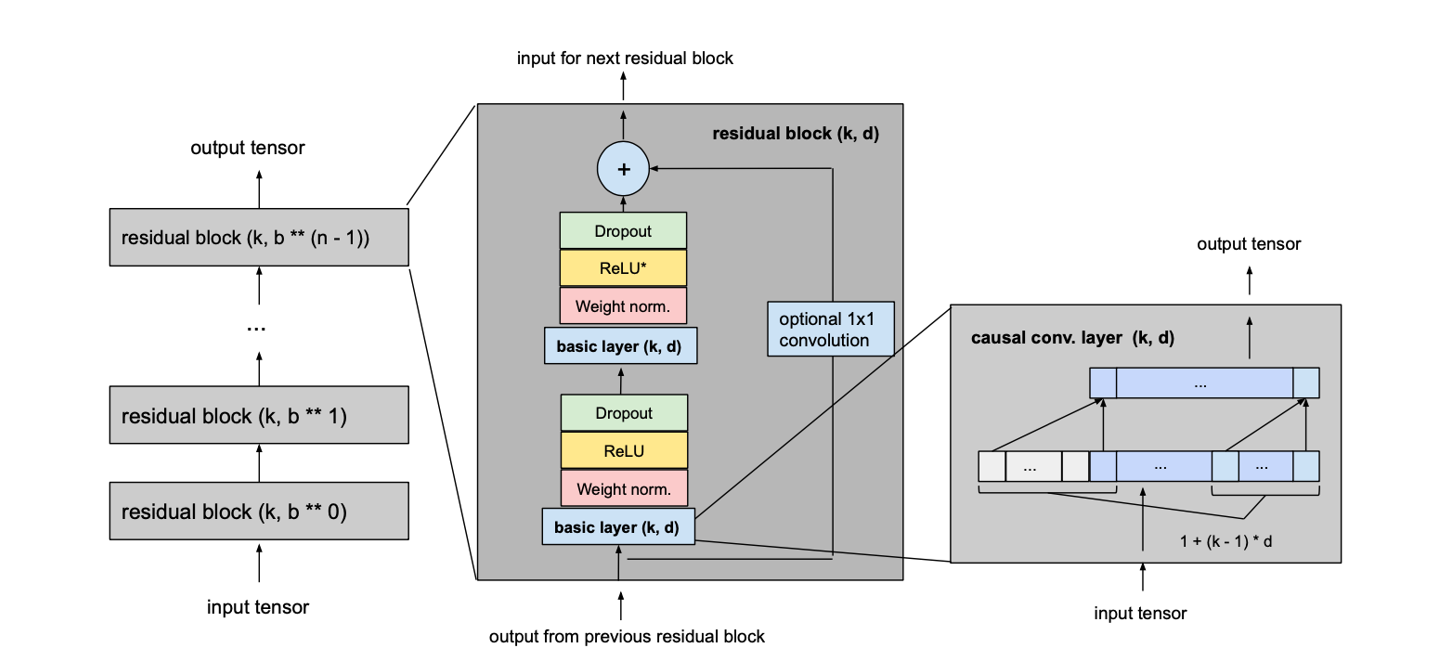 output tensor
residual block (k, b ** (n - 1))
...
residual block (k, b ** 1)
residual block (k, b ** 0)
input tensor
input for next residual block
residual block (k, d)
+
Dropout
ReLU*
Weight norm.
basic layer (k, d)
optional 1x1
convolution
Dropout
ReLU
Weight norm.
basic layer (k, d)
output from previous residual block
output tensor
causal conv. layer (k, d)
...
... ... ...
1 + (k - 1) * d
input tensor